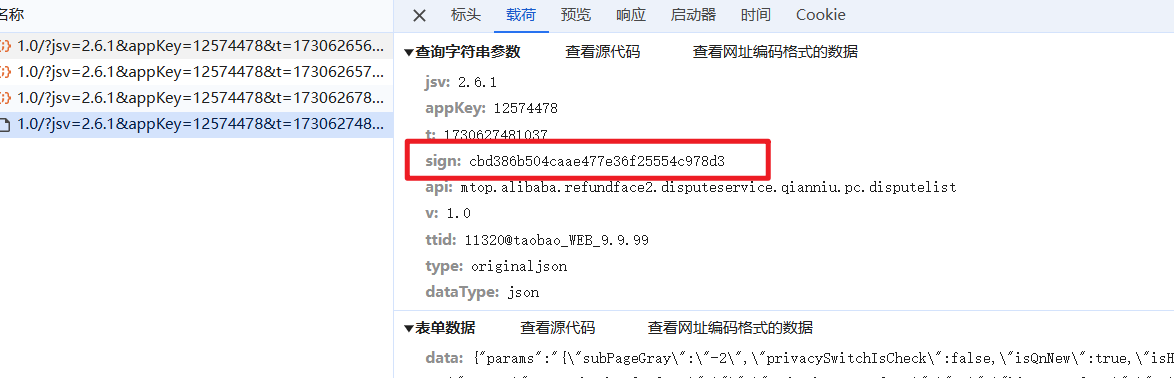 名称
标头 载荷 预览 响应 启动器 时间 Cookie
1.0/?jsv=2.6.1&appKey=12574478&t=173062656...
1.0/?jsv=2.6.1&appKey=12574478&t=173062657...
1.0/?jsv=2.6.1&appKey=12574478&t=173062678...
1.0/?jsv=2.6.1&appKey=12574478&t=173062748...
查询字符串参数 查看源代码 查看网址编码格式的数据
jsv: 2.6.1
appKey: 12574478
t: 1730627481037
sign: cbd386b504caae477e36f25554c978d3
api: mtop.alibaba.refundface2.disputeservice.qianniu.pc.disputelist
v: 1.0
ttid: 11320@taobao_WEB_9.9.99
type: originaljson
dataType: json
表单数据 查看源代码 查看网址编码格式的数据
data: {"params":"{\"subPageGray\":\"-2\",\"privacySwitchIsCheck\":false,\"isQnNew\":true,\"isH